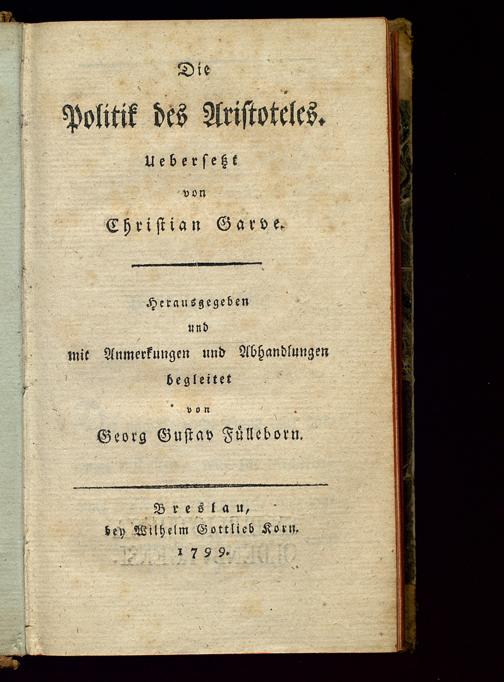 Die
Politik des Aristoteles.
Uebersetzt
von
Christian Garve.
Herausgegeben
und
mit Anmerkungen und Abhandlungen
begleitet
von
Georg Gustav Fülleborn.
Breslau,
bey Wilhelm Gottlieb Korn.
1799.